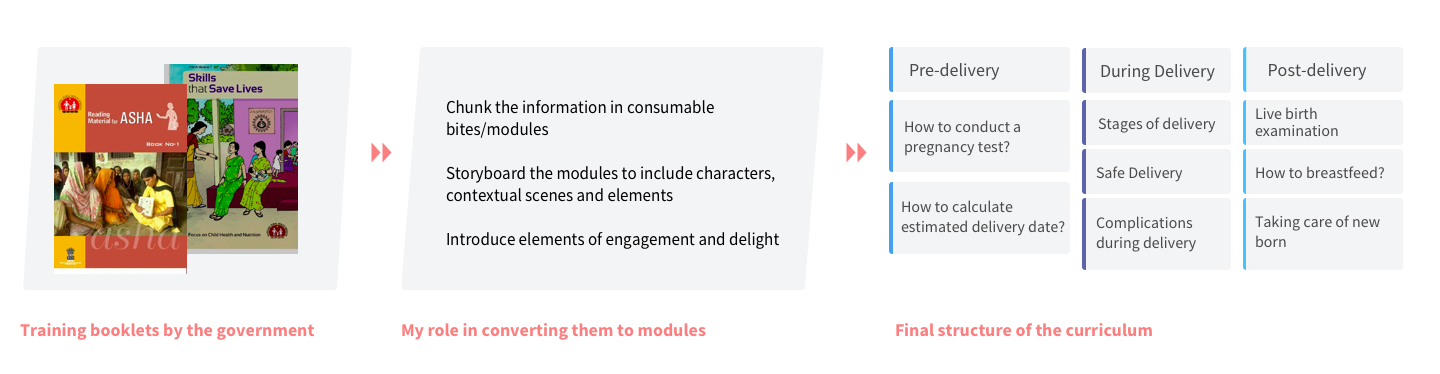 Skills
that Save Lives
Reading
Material for ASHA
Book No-1
asha
Focus on Child Health and Nutrition
Training booklets by the government
Chunk the information in consumable
bites/modules
Storyboard the modules to include characters,
contextual scenes and elements
Introduce elements of engagement and delight
My role in converting them to modules
Pre-delivery
How to conduct a
pregnancy test?
How to calculate
estimated delivery date?
During Delivery
Stages of delivery
Safe Delivery
Complications
during delivery
Post-delivery
Live birth
examination
How to breastfeed?
Taking care of new
born
Final structure of the curriculum